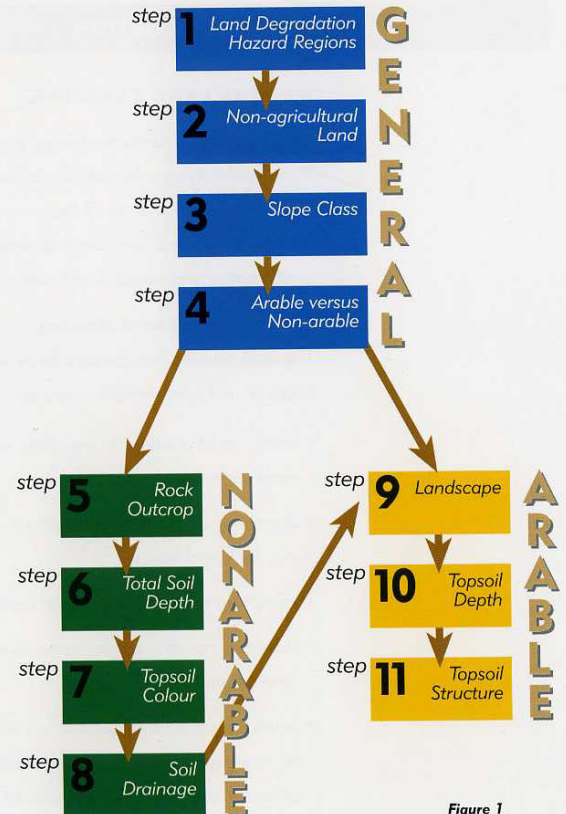 step 1 Land Degradation
Hazard Regions
step 2 Non-agricultural
Land
step 3 Slope Class
step 4 Arable versus
Non-arable
GENERAL
step 5 Rock
Outcrop
step 6 Total Soil
Depth
step 7 Topsoil
Colour
step 8 Soil
Drainage
NONARABLE
step 9 Landscape
step 10 Topsoil
Depth
step 11 Topsoil
Structure
ARABLE
Figure 1